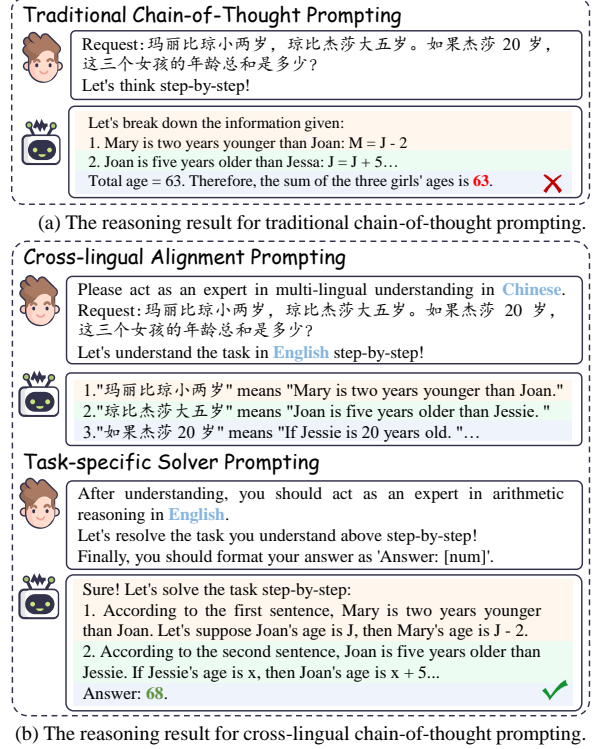 Traditional Chain-of-Thought Prompting
Request:玛丽比琼小两岁，琼比杰莎大五岁。如果杰莎 20 岁，
这三个女孩的年龄总和是多少?
Let's think step-by-step!
Let's break down the information given:
1. Mary is two years younger than Joan: M = J - 2
2. Joan is five years older than Jessa: J = J + 5…
Total age = 63. Therefore, the sum of the three girls' ages is 63.
(a) The reasoning result for traditional chain-of-thought prompting.
Cross-lingual Alignment Prompting
Please act as an expert in multi-lingual understanding in Chinese.
Request:玛丽比琼小两岁，琼比杰莎大五岁。如果杰莎 20 岁，
这三个女孩的年龄总和是多少?
Let's understand the task in English step-by-step!
1."玛丽比琼小两岁" means "Mary is two years younger than Joan."
2."琼比杰莎大五岁" means "Joan is five years older than Jessie. "
3."如果杰莎 20 岁" means "If Jessie is 20 years old. "…
Task-specific Solver Prompting
After understanding, you should act as an expert in arithmetic
reasoning in English.
Let's resolve the task you understand above step-by-step!
Finally, you should format your answer as 'Answer: [num]'.
Sure! Let's solve the task step-by-step:
1. According to the first sentence, Mary is two years younger
than Joan. Let's suppose Joan's age is J, then Mary's age is J - 2.
2. According to the second sentence, Joan is five years older than
Jessie. If Jessie's age is x, then Joan's age is x + 5...
Answer: 68.
(b) The reasoning result for cross-lingual chain-of-thought prompting.